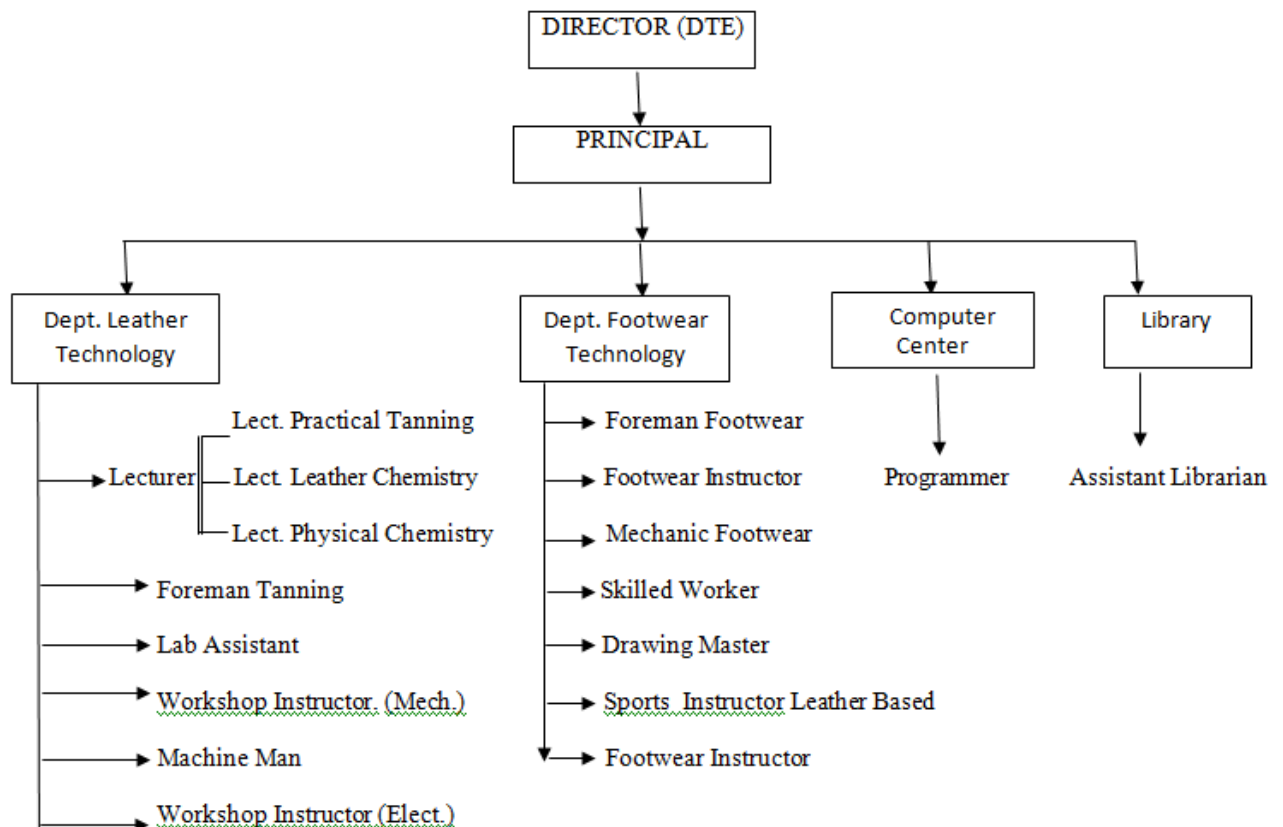 DIRECTOR (DTE)
PRINCIPAL
Dept. Leather
Technology
Dept. Footwear
Technology
Computer
Center
Library
Lecturer
Lect. Practical Tanning
Lect. Leather Chemistry
Lect. Physical Chemistry
Foreman Tanning
Lab Assistant
Workshop Instructor. (Mech.)
Machine Man
Workshop Instructor (Elect.)
Foreman Footwear
Footwear Instructor
Mechanic Footwear
Skilled Worker
Drawing Master
Sports Instructor Leather Based
Footwear Instructor
Programmer
Assistant Librarian